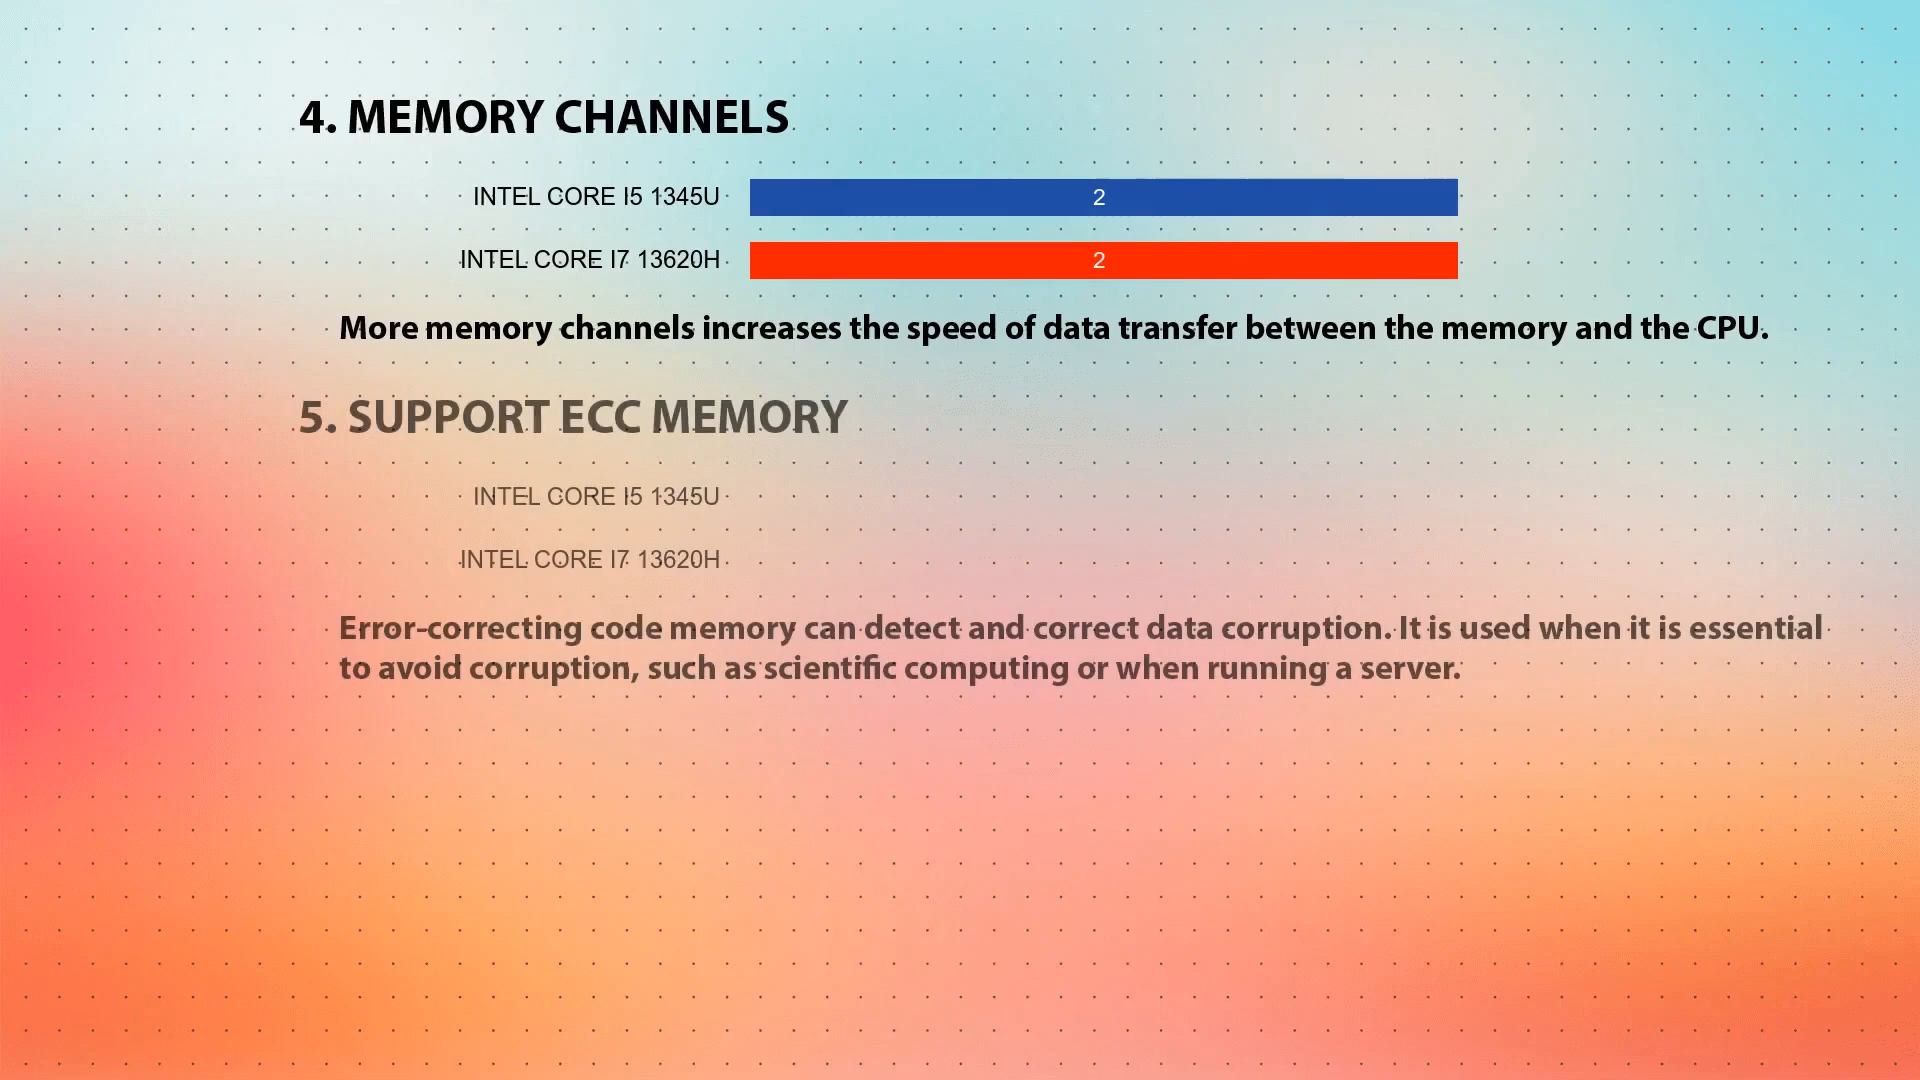 4. MEMORY CHANNELS
INTEL CORE I5 1345U
2
INTEL CORE I7 13620H
2
More memory channels increases the speed of data transfer between the memory and the CPU.
5. SUPPORT ECC MEMORY
INTEL CORE I5 1345U
INTEL CORE I7 13620H
Error-correcting code memory can detect and correct data corruption. It is used when it is essential
to avoid corruption, such as scientific computing or when running a server.